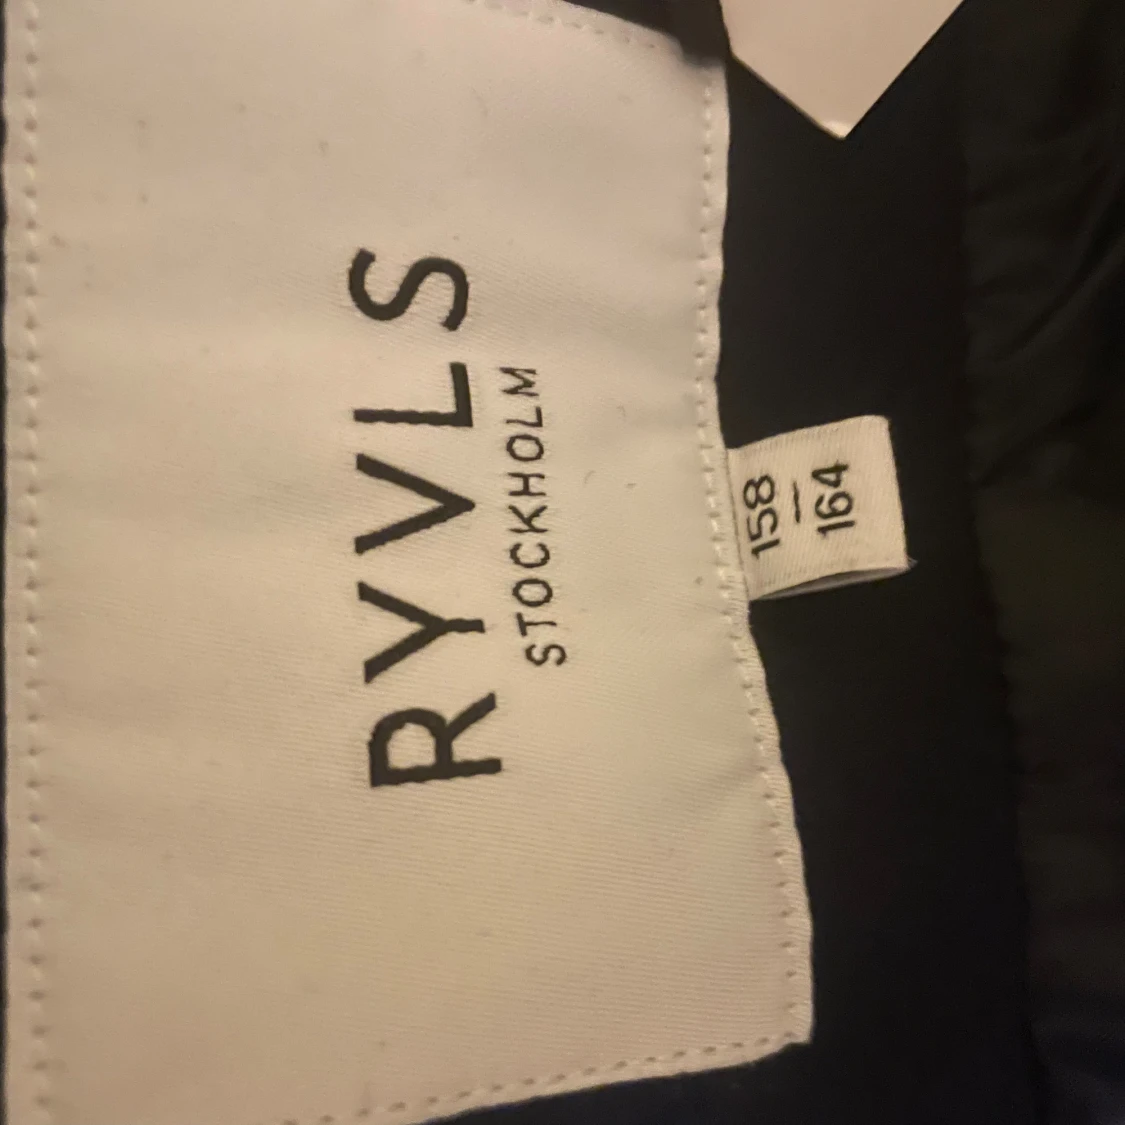 RYVLS
STOCKHOLM
158
—
164